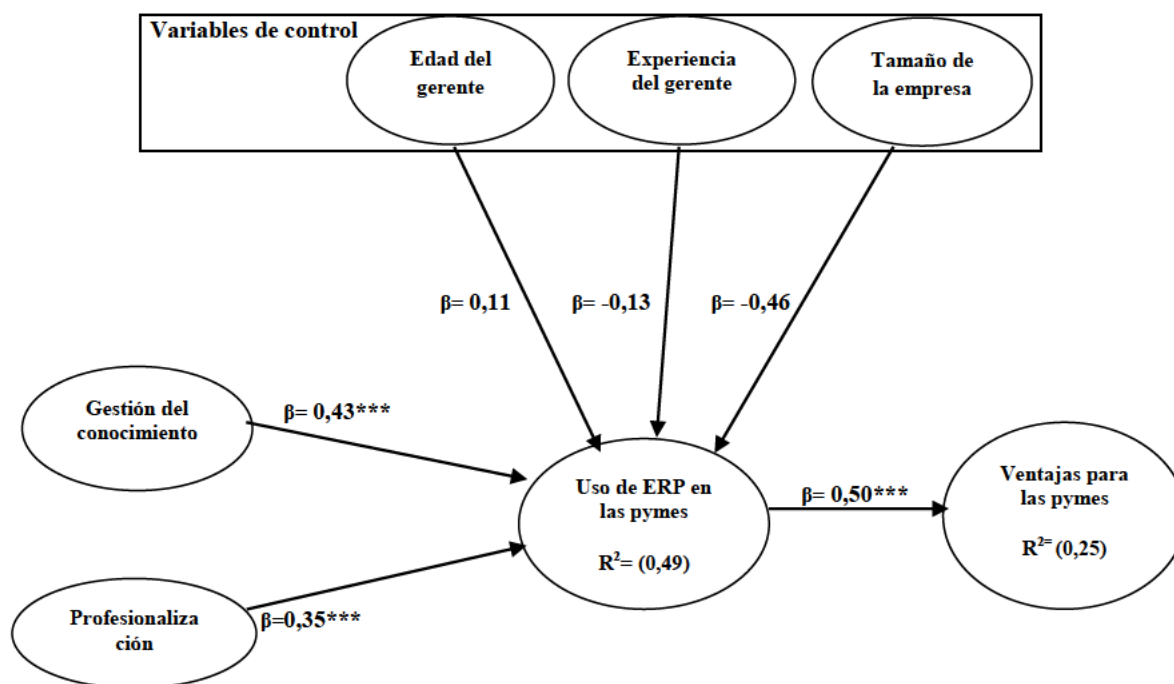 Variables de control
Edad del
gerente
Experiencia
del gerente
Tamaño de
la empresa
β= 0,11
β= -0,13
β= -0,46
Gestión del
conocimiento
β= 0,43***
Uso de ERP en
las pymes
R²= (0,49)
β= 0,50***
Ventajas para
las pymes
R²⁼ (0,25)
Profesionaliza
ción
β=0,35***